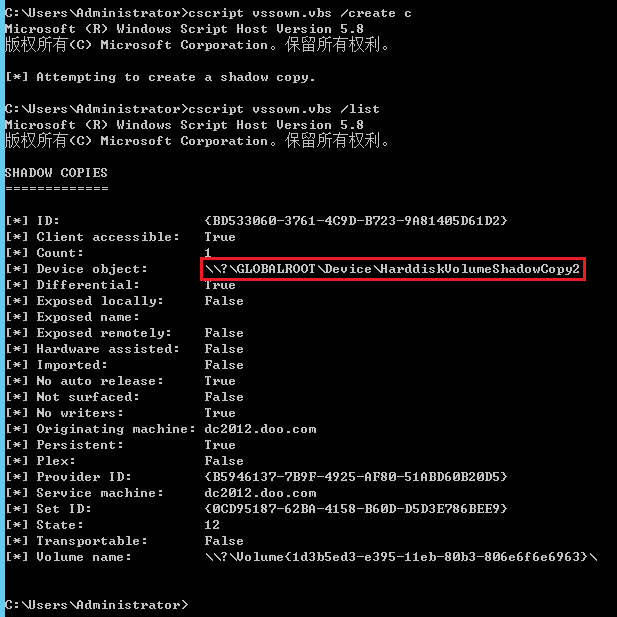 C:\Users\Administrator>cscript vssown.vbs /create c
Microsoft (R) Windows Script Host Version 5.8
版权所有(C) Microsoft Corporation。保留所有权利。
[*] Attempting to create a shadow copy.
C:\Users\Administrator>cscript vssown.vbs /list
Microsoft (R) Windows Script Host Version 5.8
版权所有(C) Microsoft Corporation。保留所有权利。
SHADOW COPIES
=============
[*] ID: {BD533060-3761-4C9D-B723-9A81405D61D2}
[*] Client accessible: True
[*] Count: 1
[*] Device object: \\?\GLOBALROOT\Device\HarddiskVolumeShadowCopy2
[*] Differential: True
[*] Exposed locally: False
[*] Exposed name:
[*] Exposed remotely: False
[*] Hardware assisted: False
[*] Imported: False
[*] No auto release: True
[*] Not surfaced: False
[*] No writers: True
[*] Originating machine: dc2012.doo.com
[*] Persistent: True
[*] Plex: False
[*] Provider ID: {B5946137-7B9F-4925-AF80-51ABD60B20D5}
[*] Service machine: dc2012.doo.com
[*] Set ID: {0CD95187-62BA-4158-B60D-D5D3E786BEE9}
[*] State: 12
[*] Transportable: False
[*] Volume name: \\?\Volume{1d3b5ed3-e395-11eb-80b3-806e6f6e6963}\
C:\Users\Administrator>